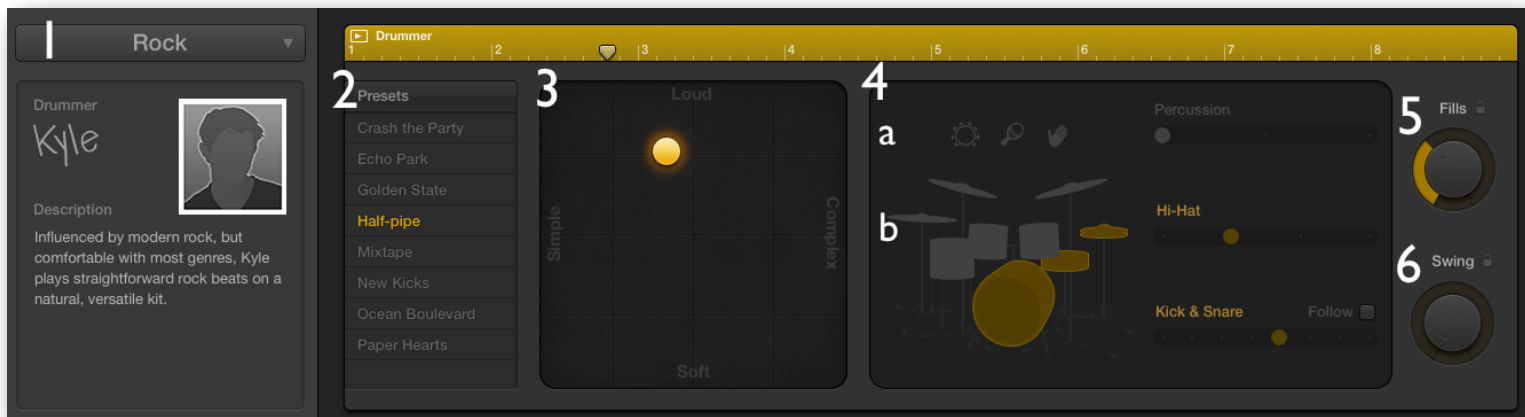 1
Rock
Drummer
Kyle
Description
Influenced by modern rock, but
comfortable with most genres, Kyle
plays straightforward rock beats on a
natural, versatile kit.
Drummer
1 2 3 4 5 6 7 8
2
Presets
Crash the Party
Echo Park
Golden State
Half-pipe
Mixtape
New Kicks
Ocean Boulevard
Paper Hearts
3
Loud
Simple
Complex
Soft
4
a
b
Percussion
Hi-Hat
Kick & Snare Follow
5 Fills
6 Swing